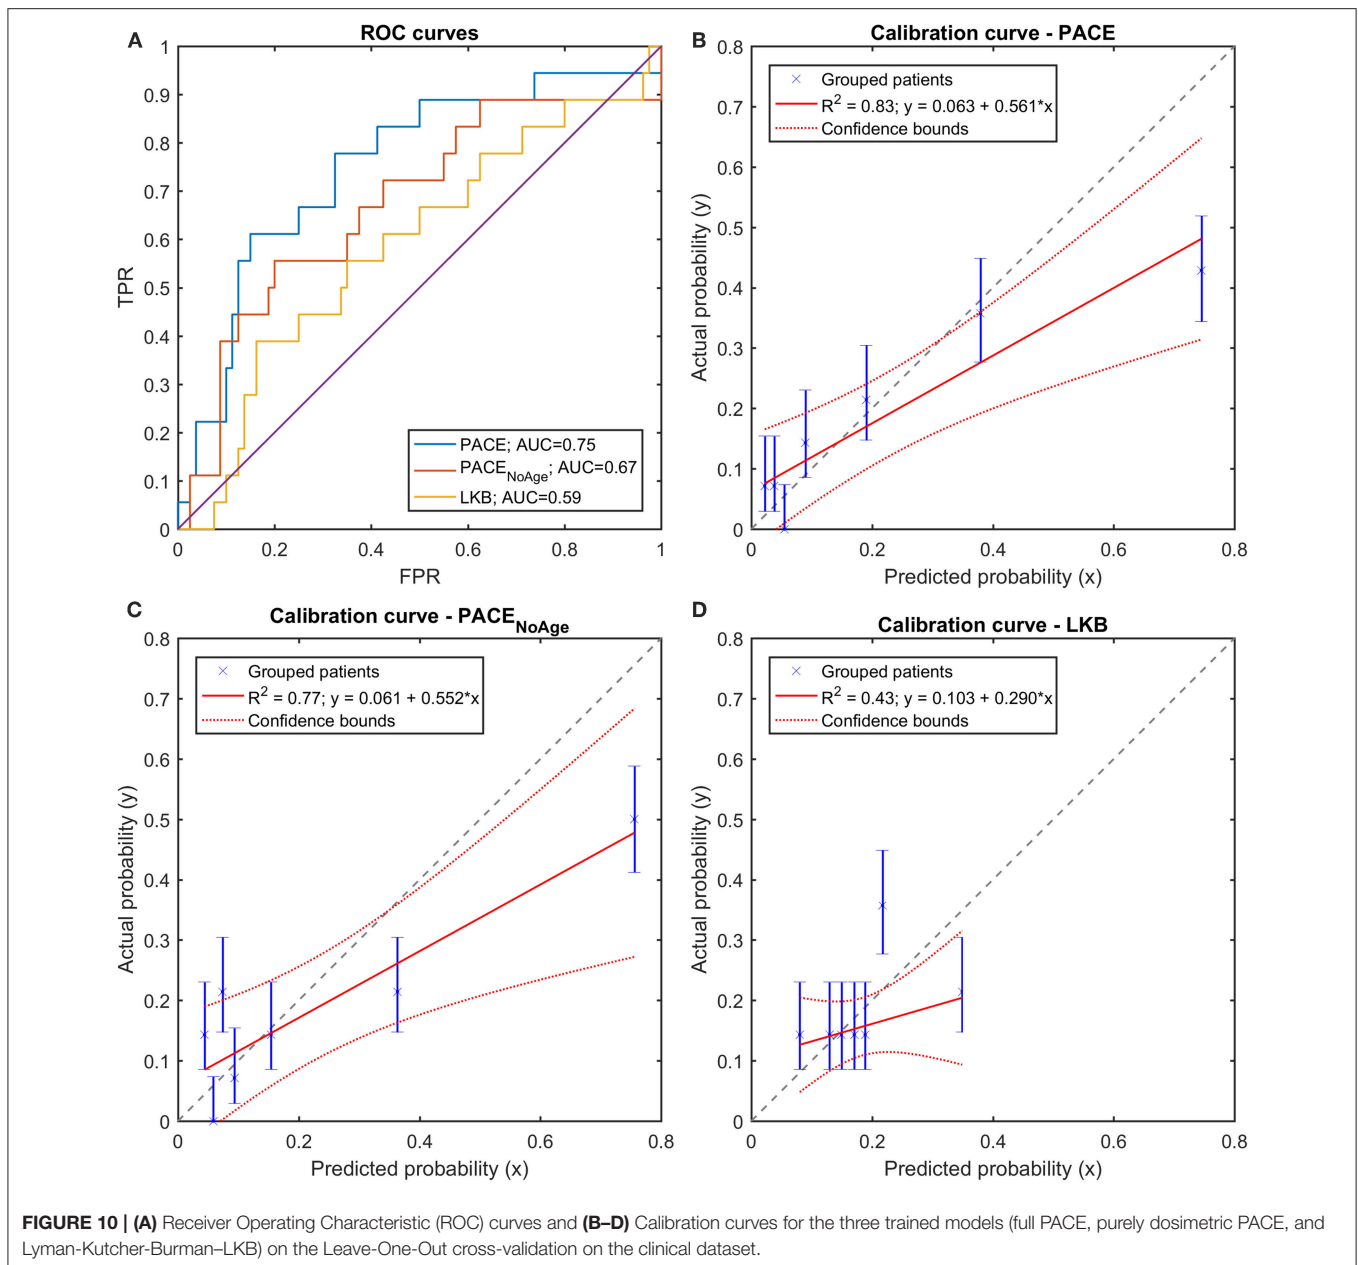 A
ROC curves
1
0.9
0.8
0.7
0.6
0.5
0.4
0.3
0.2
0.1
0
TPR
PACE; AUC=0.75
PACE_NoAge; AUC=0.67
LKB; AUC=0.59
0 0.2 0.4 0.6 0.8 1
FPR
B
Calibration curve - PACE
0.8
0.7
0.6
0.5
0.4
0.3
0.2
0.1
0
Actual probability (y)
Grouped patients
R² = 0.83; y = 0.063 + 0.561*x
Confidence bounds
0 0.2 0.4 0.6 0.8
Predicted probability (x)
C
Calibration curve - PACE_NoAge
0.8
0.7
0.6
0.5
0.4
0.3
0.2
0.1
0
Actual probability (y)
Grouped patients
R² = 0.77; y = 0.061 + 0.552*x
Confidence bounds
0 0.2 0.4 0.6 0.8
Predicted probability (x)
D
Calibration curve - LKB
0.8
0.7
0.6
0.5
0.4
0.3
0.2
0.1
0
Actual probability (y)
Grouped patients
R² = 0.43; y = 0.103 + 0.290*x
Confidence bounds
0 0.2 0.4 0.6 0.8
Predicted probability (x)
FIGURE 10 | (A) Receiver Operating Characteristic (ROC) curves and (B–D) Calibration curves for the three trained models (full PACE, purely dosimetric PACE, and
Lyman-Kutcher-Burman–LKB) on the Leave-One-Out cross-validation on the clinical dataset.